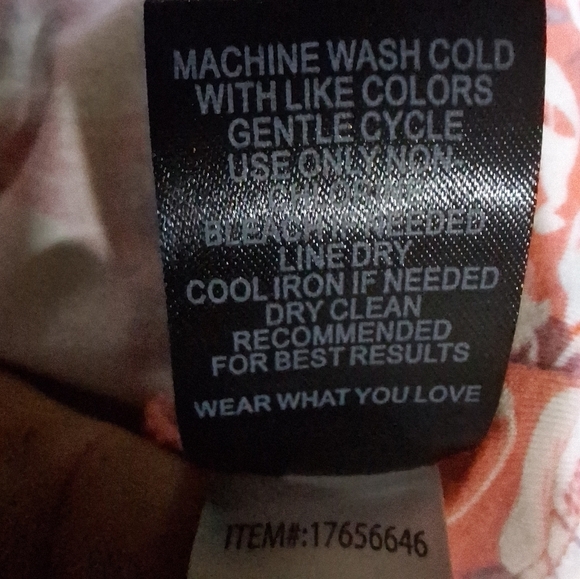 MACHINE WASH COLD
WITH LIKE COLORS
GENTLE CYCLE
USE ONLY NON-
CHLORINE
BLEACH IF NEEDED
LINE DRY
COOL IRON IF NEEDED
DRY CLEAN
RECOMMENDED
FOR BEST RESULTS
WEAR WHAT YOU LOVE
ITEM#:17656646